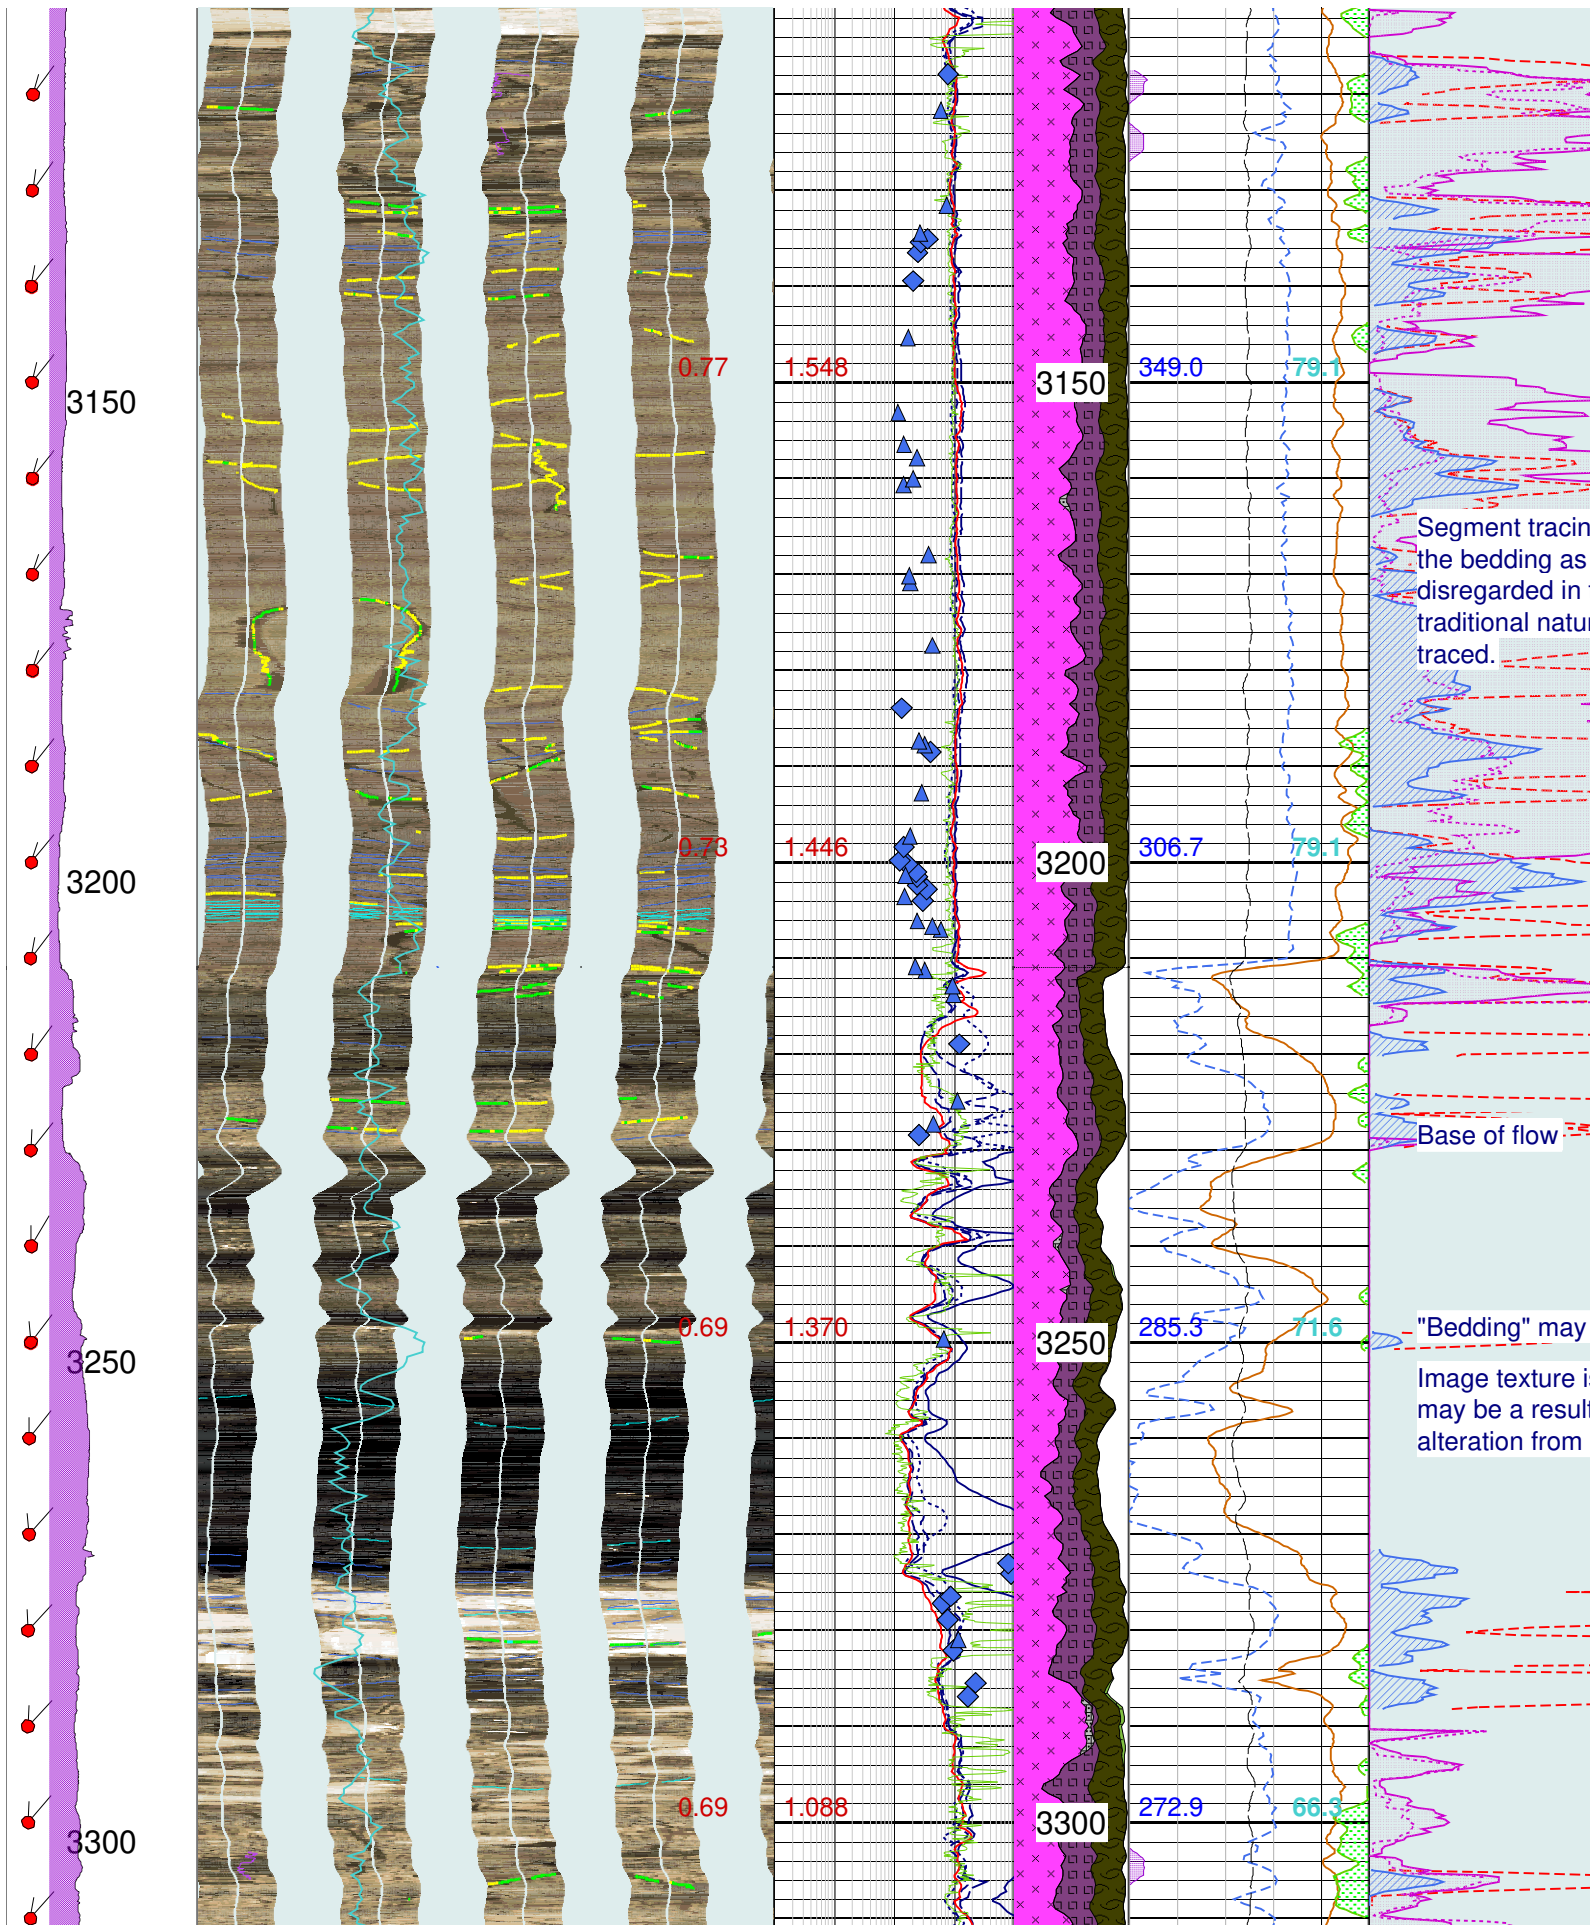 0.77 1.548 3150 349.0 79.1
3150
Segment tracin
the bedding as
disregarded in
traditional natu
traced.
0.73 1.446 3200 306.7 79.1
3200
Base of flow
0.69 1.370 3250 285.3 71.6
"Bedding" may
3250
Image texture is
may be a result
alteration from
0.69 1.088 3300 272.9 66.3
3300